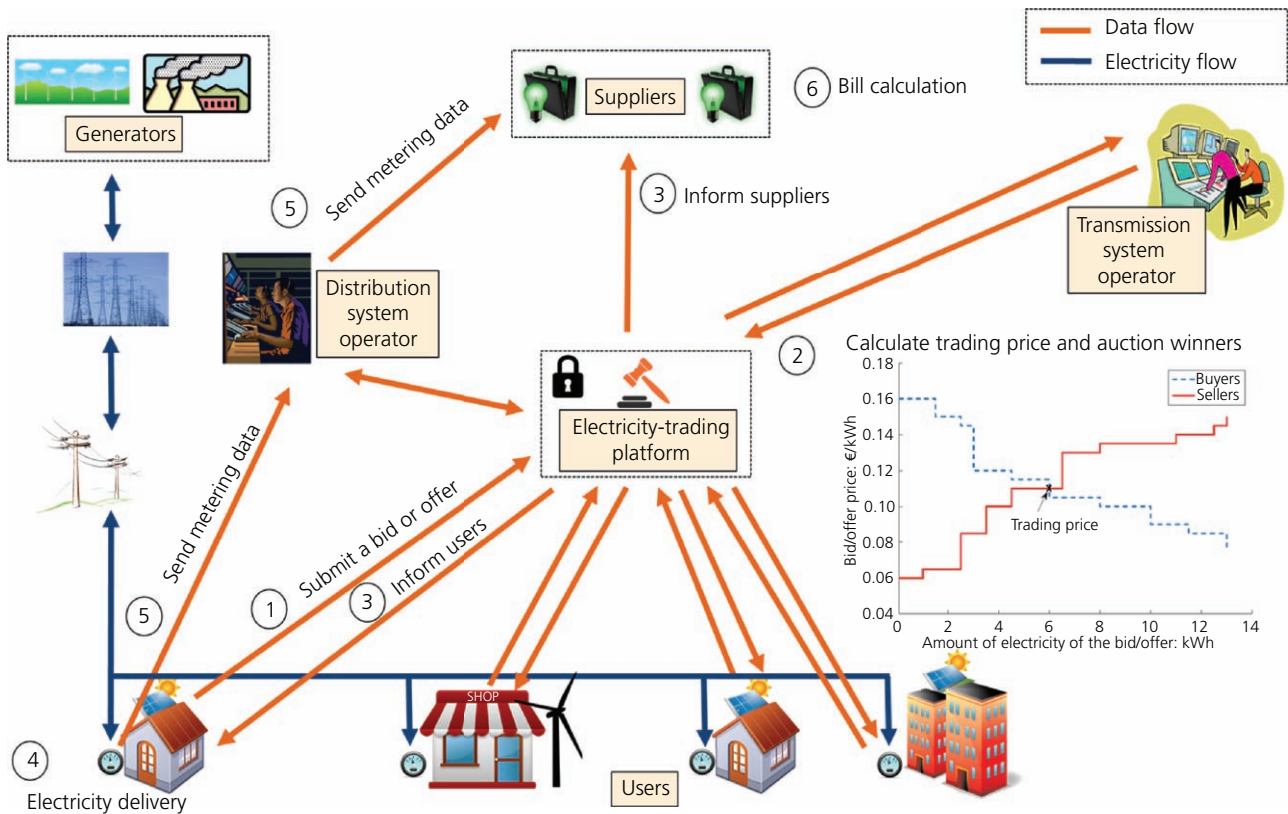 Data flow
Electricity flow
Generators
Suppliers
6
Bill calculation
Send metering data
5
3
Inform suppliers
Transmission
system
operator
Distribution
system
operator
2
Calculate trading price and auction winners
Electricity-trading
platform
Bid/offer price: €/kWh
0.18
0.16
0.14
0.12
0.10
0.08
0.06
0.04
Buyers
Sellers
Trading price
0
2
4
6
8
10
12
14
Amount of electricity of the bid/offer: kWh
Send metering data
5
1
Submit a bid or offer
3
Inform users
SHOP
4
Electricity delivery
Users